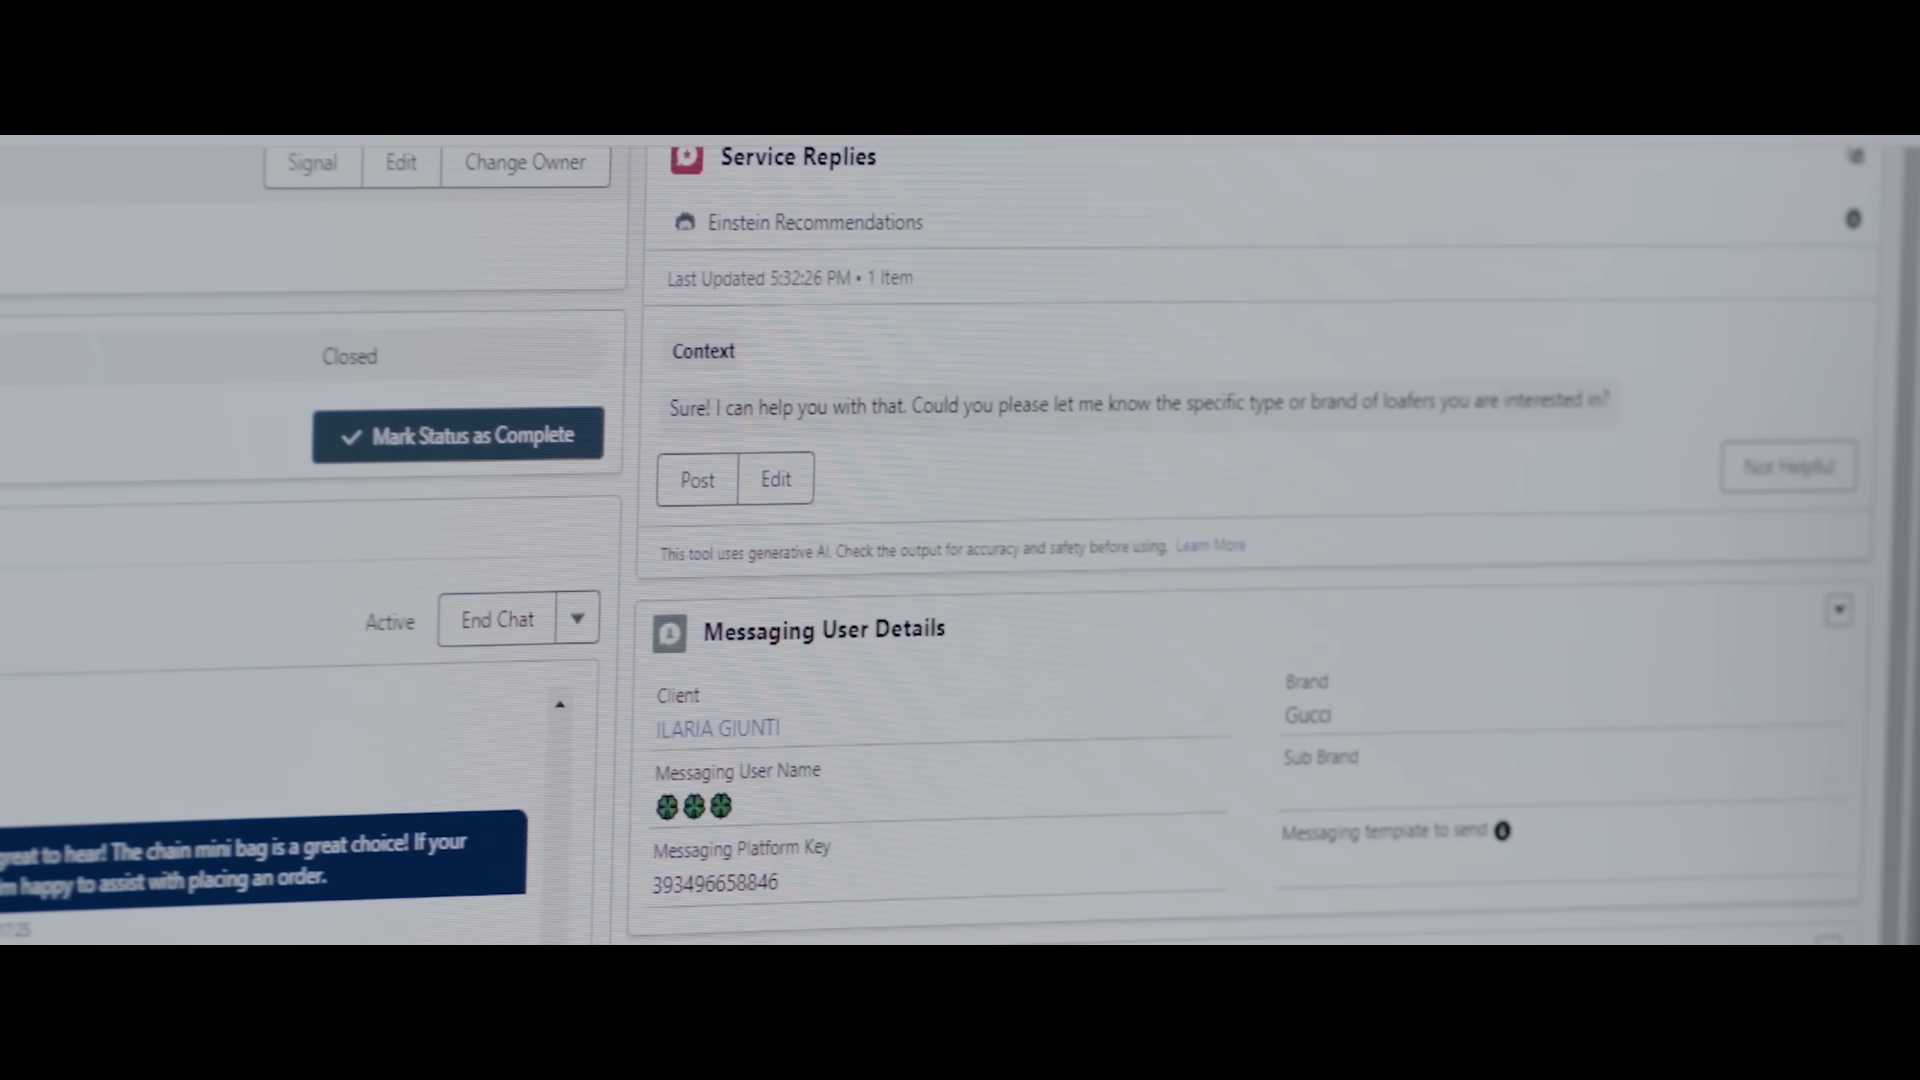 Signal Edit Change Owner
Closed
Mark Status as Complete
Active End Chat
great to hear! The chain mini bag is a great choice! If your
happy to assist with placing an order.
17:25
Service Replies
Einstein Recommendations
Last Updated 5:32:26 PM • 1 Item
Context
Sure! I can help you with that. Could you please let me know the specific type or brand of loafers you are interested in?
Post Edit
Not Helpful
This tool uses generative AI. Check the output for accuracy and safety before using. Learn More
Messaging User Details
Client
ILARIA GIUNTI
Messaging User Name
🍀🍀🍀
Messaging Platform Key
393496658846
Brand
Gucci
Sub Brand
Messaging template to send